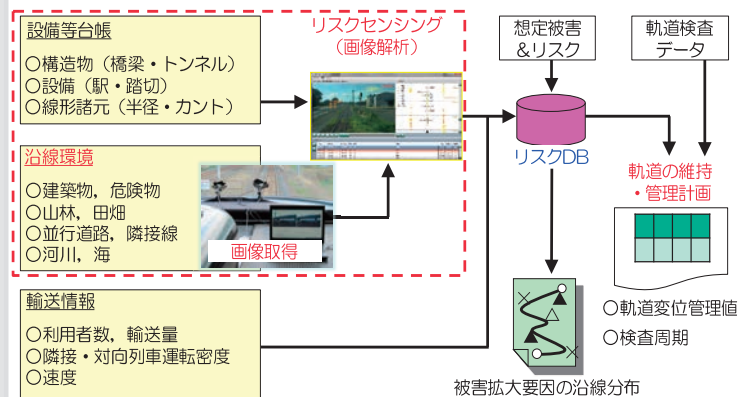 設備等台帳
○構造物（橋梁・トンネル）
○設備（駅・踏切）
○線形諸元（半径・カント）
リスクセンシング
（画像解析）
沿線環境
○建築物，危険物
○山林，田畑
○並行道路，隣接線
○河川，海
画像取得
輸送情報
○利用者数，輸送量
○隣接・対向列車運転密度
○速度
想定被害
＆リスク
軌道検査
データ
リスクDB
軌道の維持
・管理計画
○軌道変位管理値
○検査周期
被害拡大要因の沿線分布